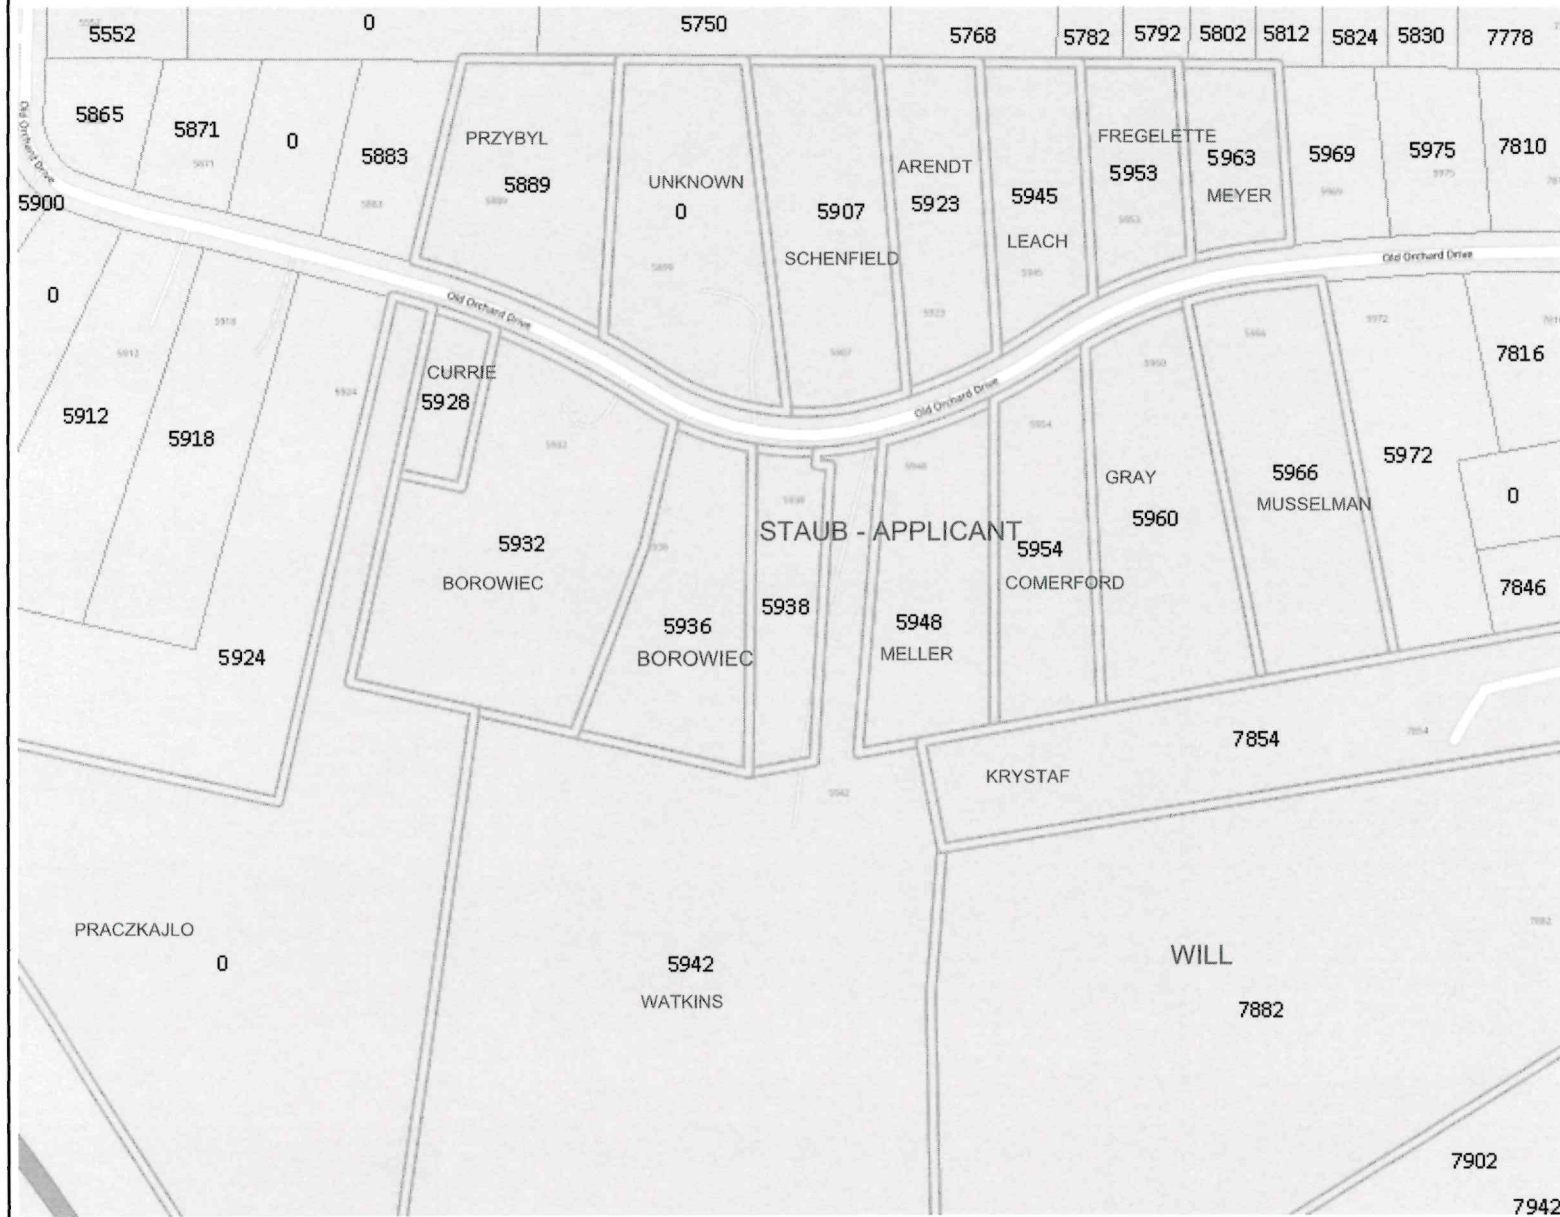 5552
0
5750
5768
5782
5792
5802
5812
5824
5830
7778
5865
5871
0
5883
PRZYBYL
5889
UNKNOWN
0
5907
SCHENFIELD
ARENDT
5923
5945
LEACH
FREGELETTE
5953
5963
MEYER
5969
5975
7810
Old Orchard Drive
5900
0
Old Orchard Drive
Old Orchard Drive
Old Orchard Drive
5912
5918
5924
CURRIE
5928
5932
BOROWIEC
5936
BOROWIEC
5938
STAUB - APPLICANT
5948
MELLER
5954
COMERFORD
GRAY
5960
5966
MUSSELMAN
5972
7816
0
7846
7854
KRYSTAF
PRACZKAJLO
0
5942
WATKINS
WILL
7882
7902
7942